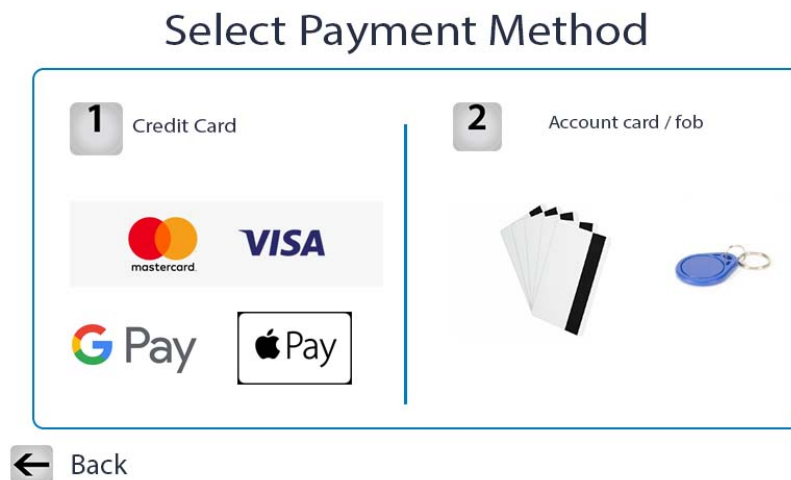 Select Payment Method
1 Credit Card
2 Account card / fob
mastercard.
VISA
G Pay
Pay
Back